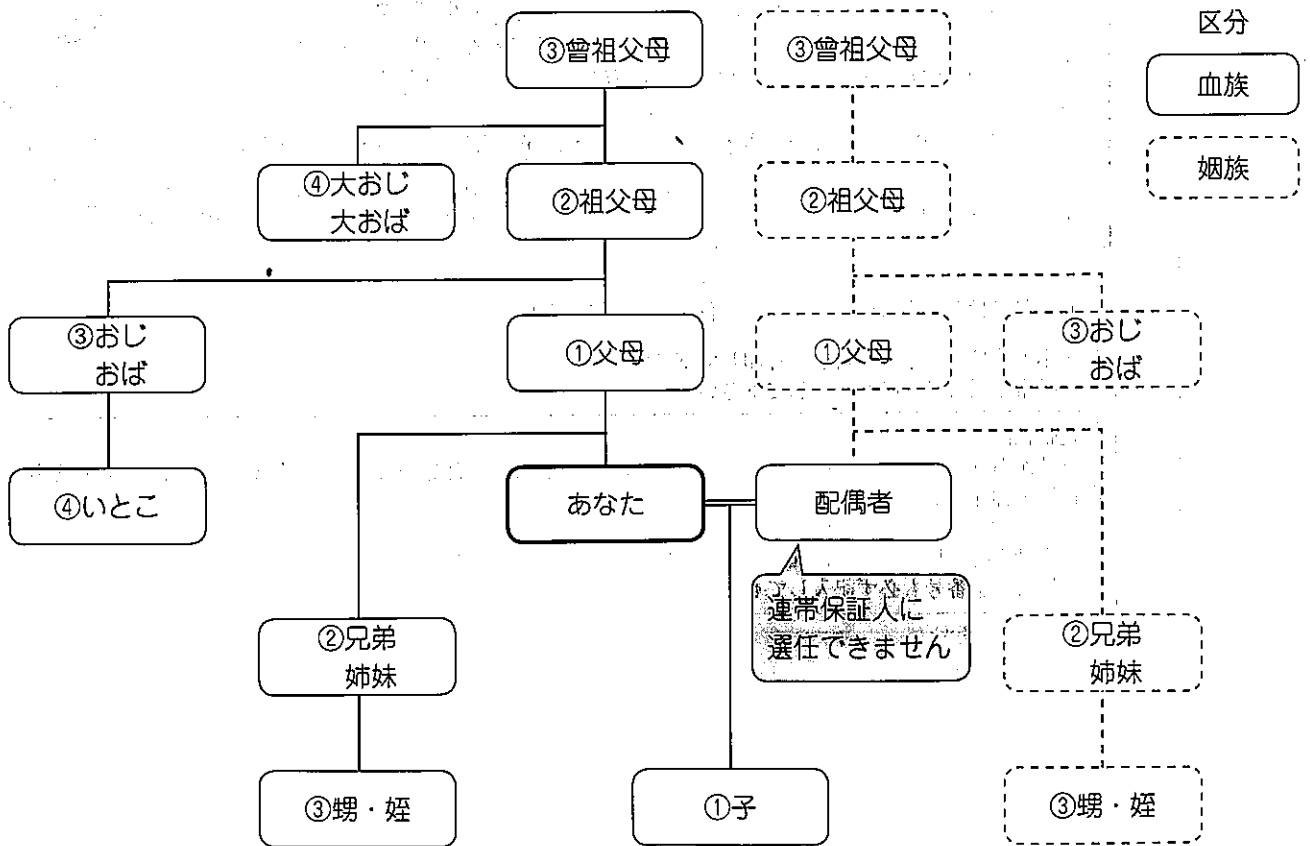 ③曾祖父母
③曾祖父母
区分
血族
姻族
④大おじ
大おば
②祖父母
②祖父母
③おじ
おば
①父母
①父母
③おじ
おば
④いとこ
あなた
配偶者
連帯保証人に
選任できません
②兄弟
姉妹
②兄弟
姉妹
③甥・姪
①子
③甥・姪